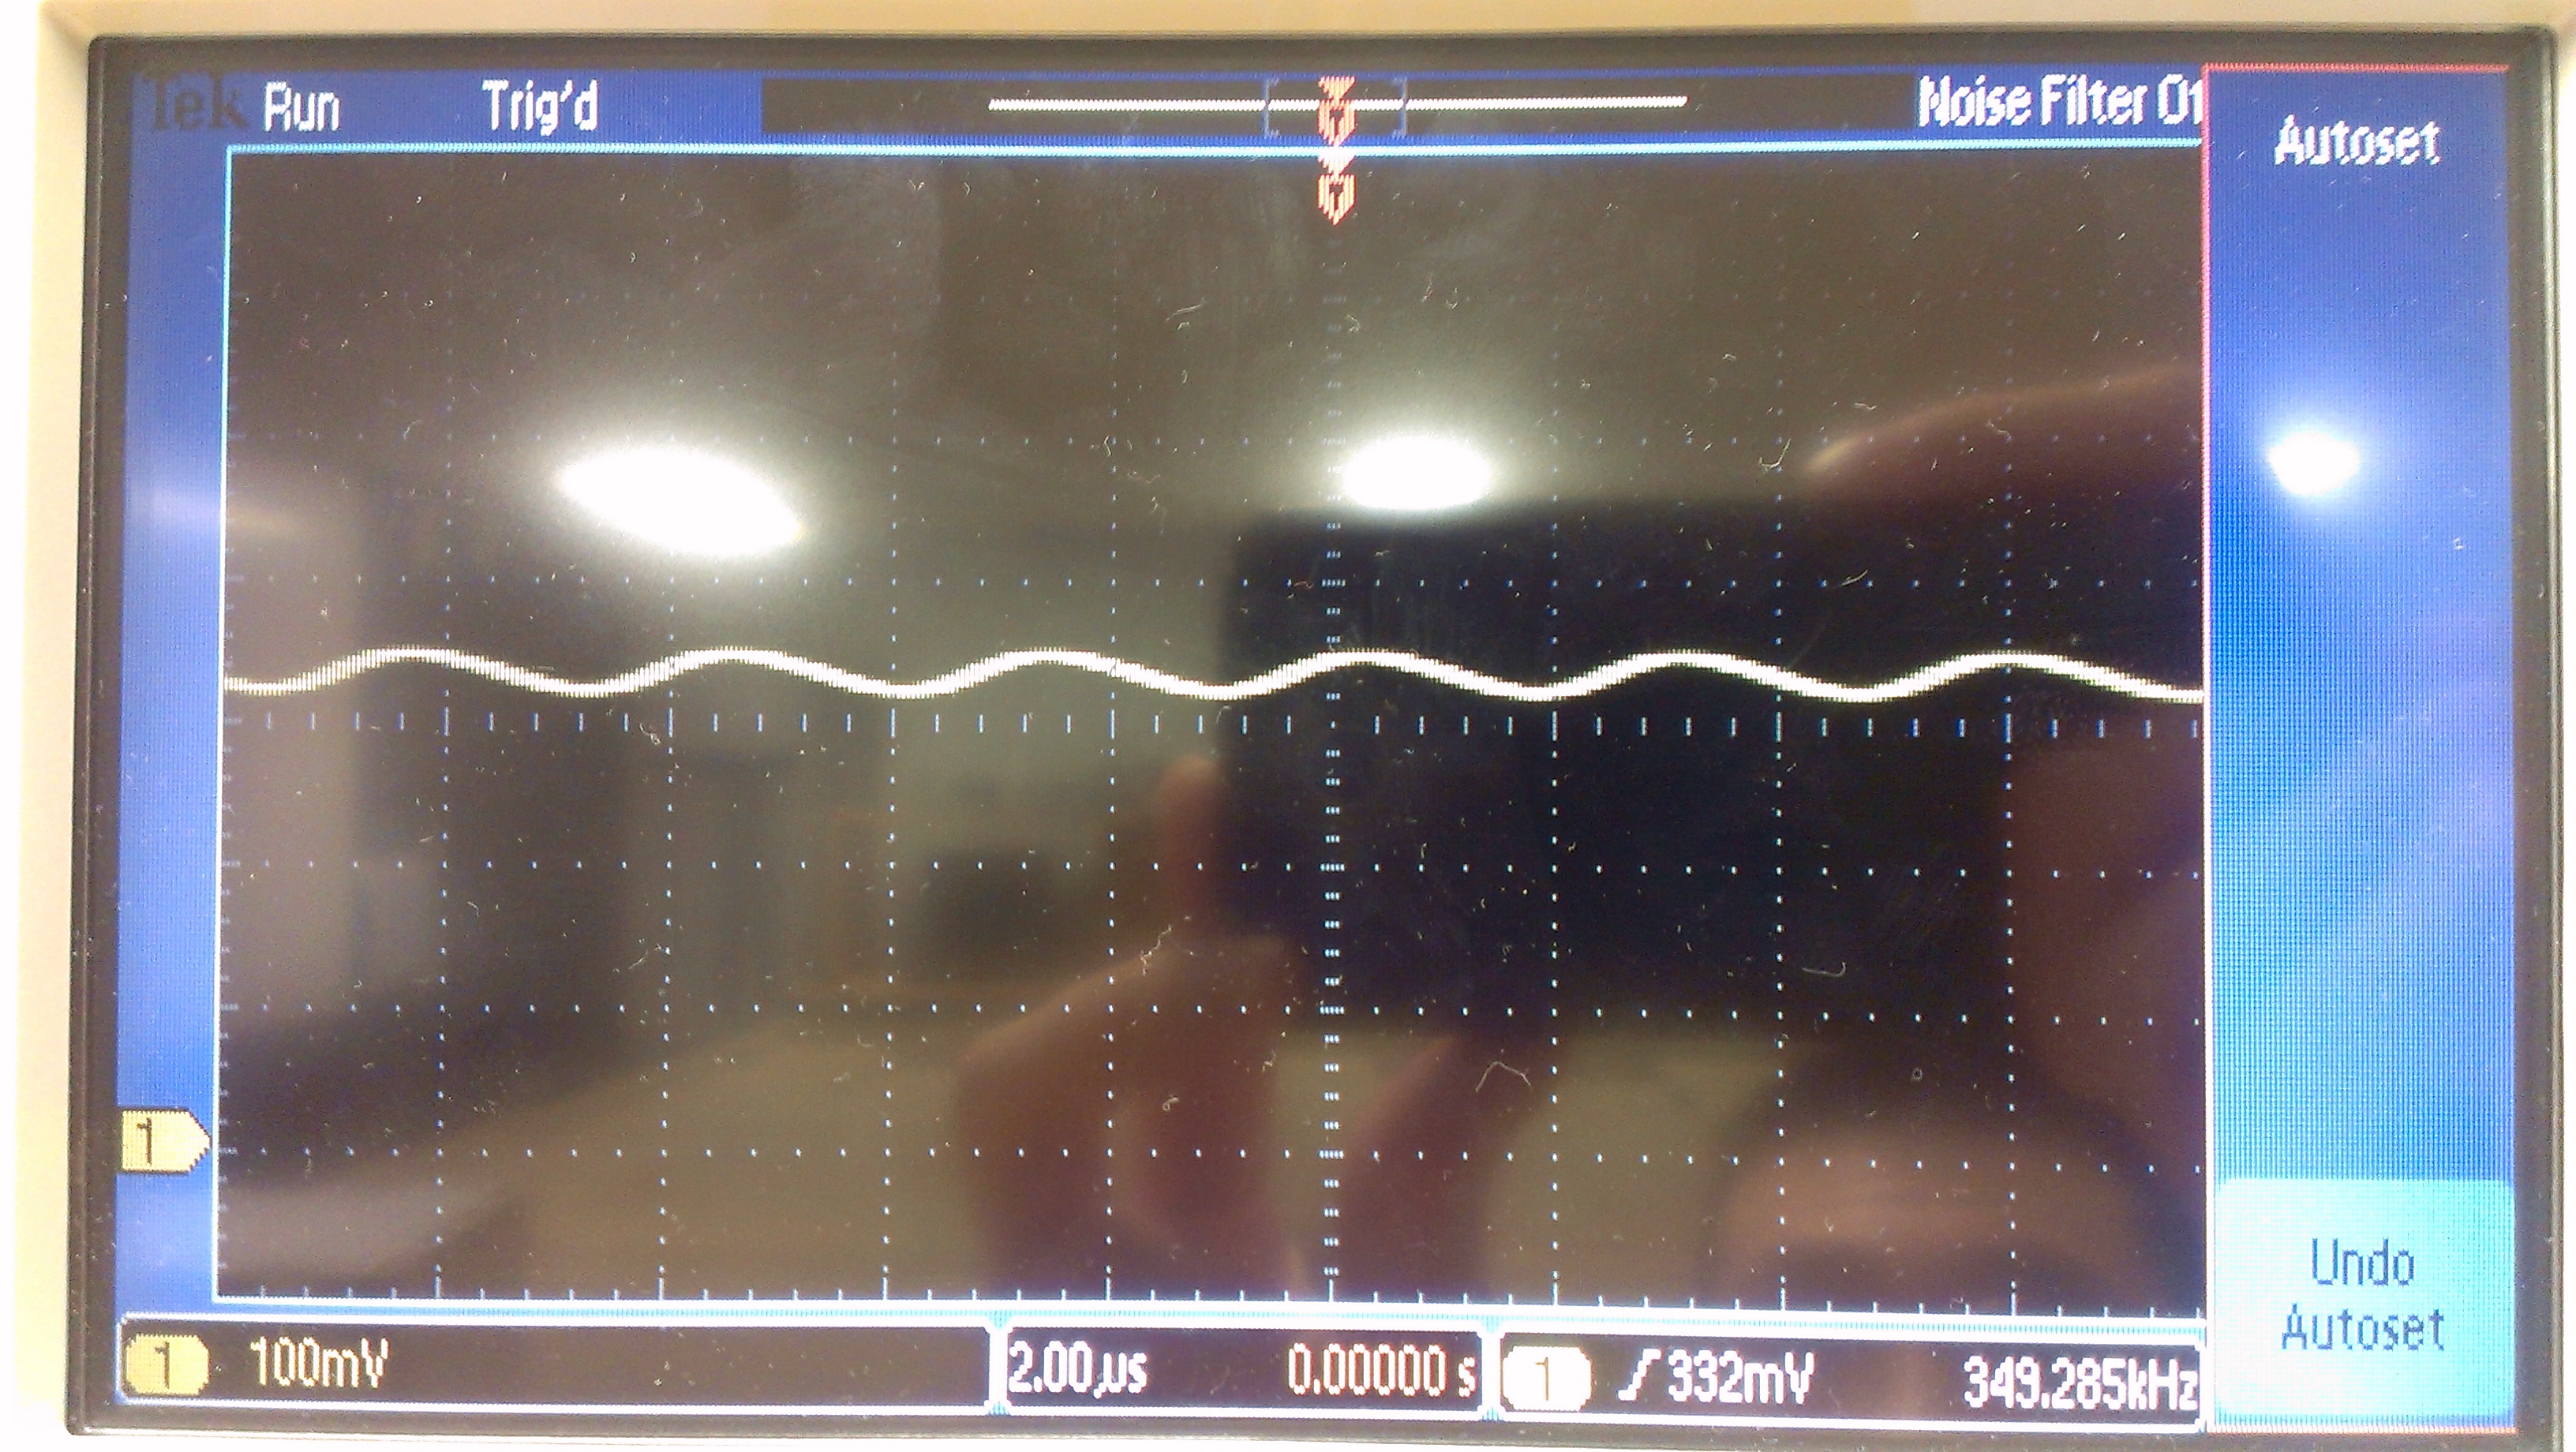 Tek Run Trig'd Noise Filter Of
Autoset
1
Undo
Autoset
1 100mV 2.00µs 0.00000 s 1 332mV 349.285kHz